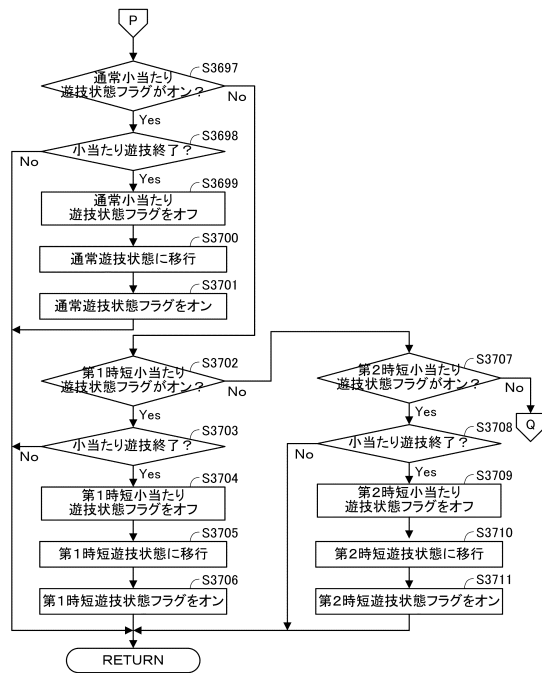 P
S3697
通常小当たり
遊技状態フラグがオン？
No
Yes
S3698
小当たり遊技終了？
No
Yes
S3699
通常小当たり
遊技状態フラグをオフ
S3700
通常遊技状態に移行
S3701
通常遊技状態フラグをオン
S3702
第1時短小当たり
遊技状態フラグがオン？
No
Yes
S3703
小当たり遊技終了？
No
Yes
S3704
第1時短小当たり
遊技状態フラグをオフ
S3705
第1時短遊技状態に移行
S3706
第1時短遊技状態フラグをオン
S3707
第2時短小当たり
遊技状態フラグがオン？
No
Yes
Q
S3708
小当たり遊技終了？
No
Yes
S3709
第2時短小当たり
遊技状態フラグをオフ
S3710
第2時短遊技状態に移行
S3711
第2時短遊技状態フラグをオン
RETURN